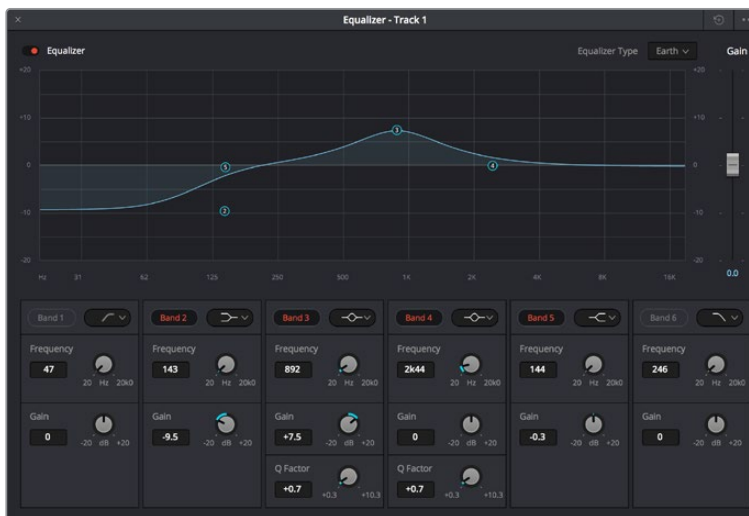 Equalizer - Track 1
Equalizer
Equalizer Type Earth Gain
+20 +20
+10 +10
0 0
-10 -10
-20 -20
Hz 31 62 125 250 500 1K 2K 4K 8K 16K
0.0
5 3 4 2
Band 1 Band 2 Band 3 Band 4 Band 5 Band 6
Frequency Frequency Frequency Frequency Frequency Frequency
47 143 892 2k44 144 246
20 Hz 20k0 20 Hz 20k0 20 Hz 20k0 20 Hz 20k0 20 Hz 20k0 20 Hz 20k0
Gain Gain Gain Gain Gain Gain
0 -9.5 +7.5 0 -0.3 0
-20 dB +20 -20 dB +20 -20 dB +20 -20 dB +20 -20 dB +20 -20 dB +20
Q Factor Q Factor
+0.7 +0.7
+0.3 +10.3 +0.3 +10.3